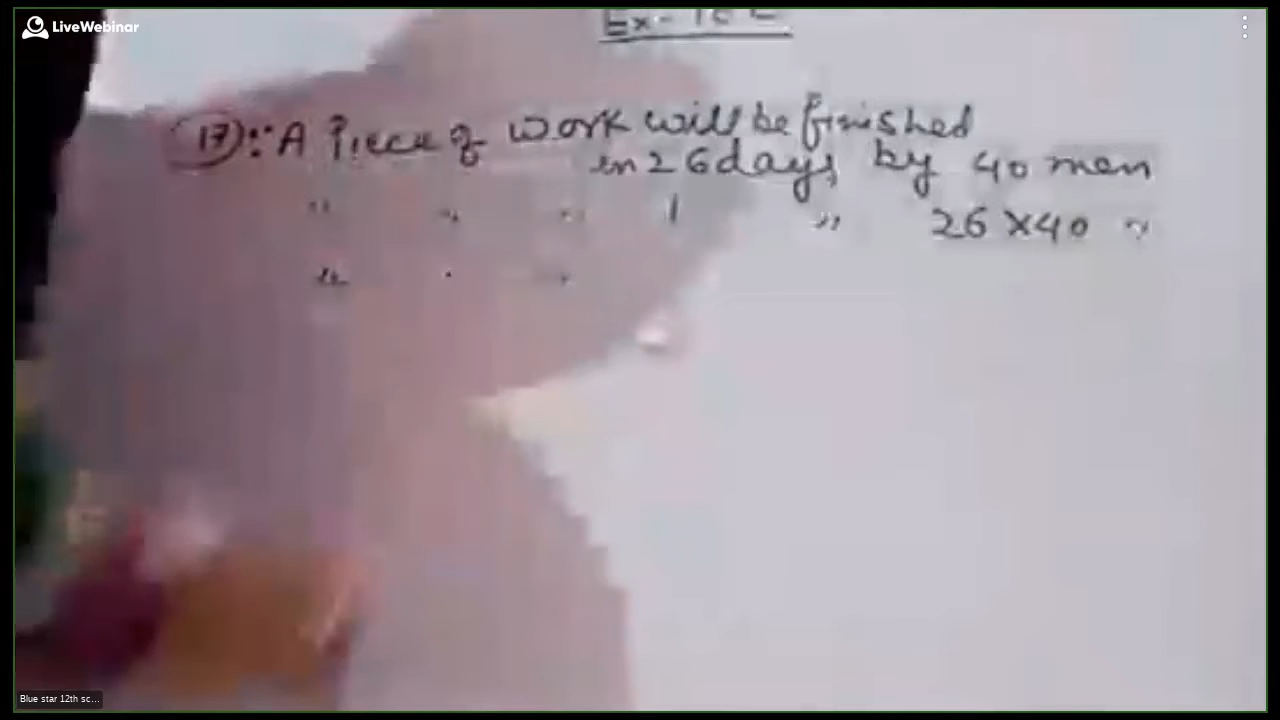 LiveWebinar
Ex-10
17 ∵ A Piece of work will be finished
in 26 days, by 40 men
" " " 1 " 26 X 40 "
" " "
Blue star 12th sc...